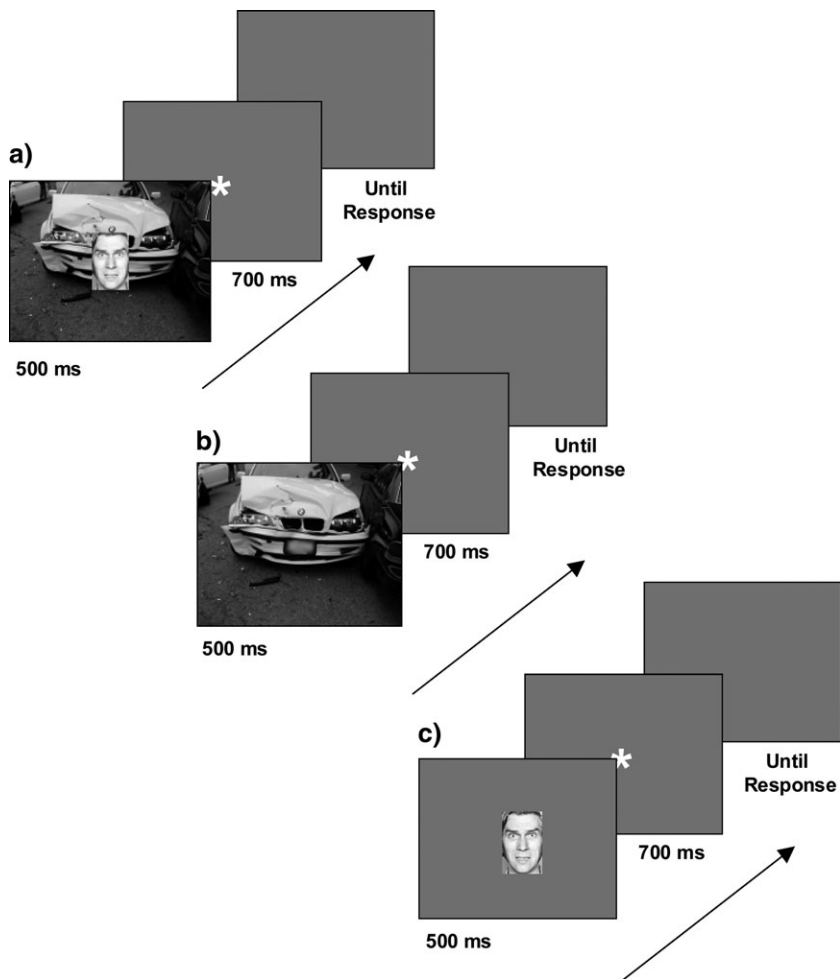 a)
*
Until
Response
700 ms
500 ms
b)
*
Until
Response
700 ms
500 ms
c)
*
Until
Response
700 ms
500 ms